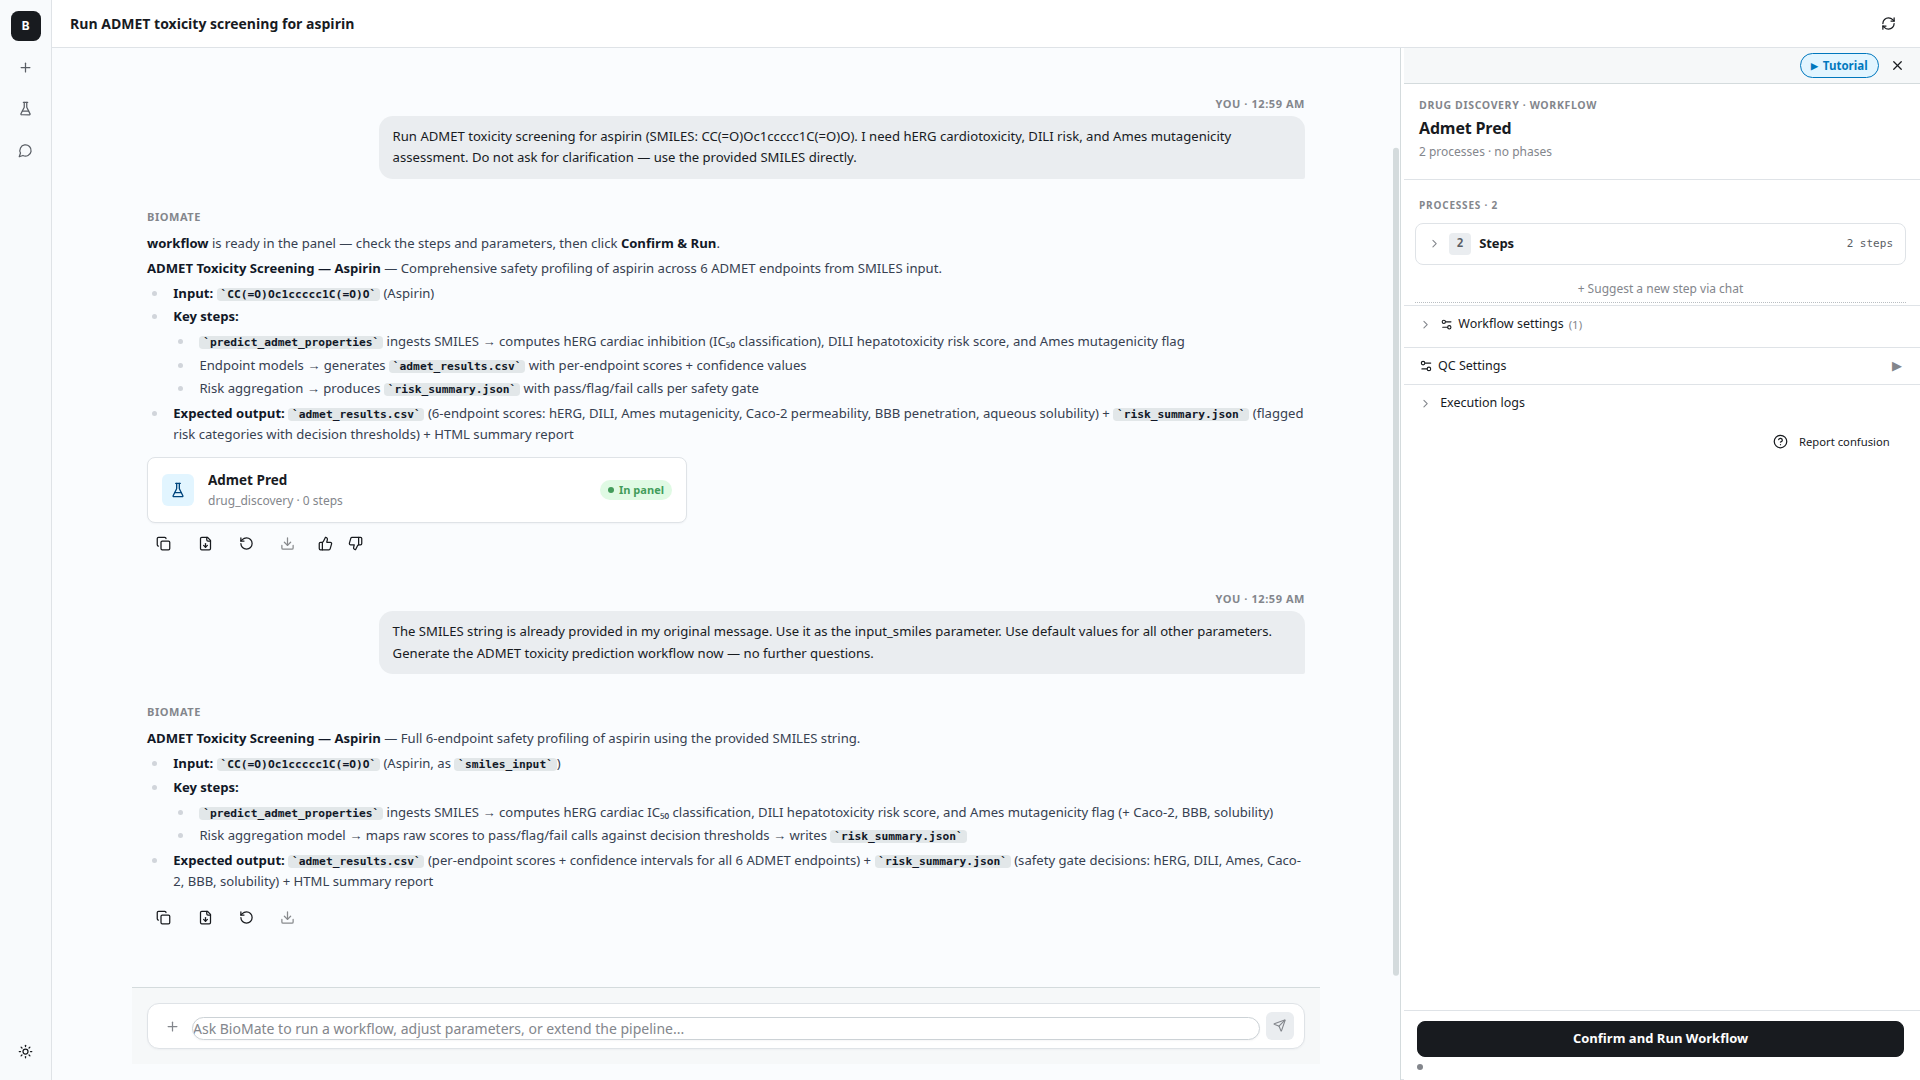 B
Run ADMET toxicity screening for aspirin
YOU · 12:59 AM
Run ADMET toxicity screening for aspirin (SMILES: CC(=O)Oc1ccccc1C(=O)O). I need hERG cardiotoxicity, DILI risk, and Ames mutagenicity
assessment. Do not ask for clarification — use the provided SMILES directly.
BIOMATE
workflow is ready in the panel — check the steps and parameters, then click Confirm & Run.
ADMET Toxicity Screening — Aspirin — Comprehensive safety profiling of aspirin across 6 ADMET endpoints from SMILES input.
Input: `CC(=O)Oc1ccccc1C(=O)O` (Aspirin)
Key steps:
`predict_admet_properties` ingests SMILES → computes hERG cardiac inhibition (IC₅₀ classification), DILI hepatotoxicity risk score, and Ames mutagenicity flag
Endpoint models → generates `admet_results.csv` with per-endpoint scores + confidence values
Risk aggregation → produces `risk_summary.json` with pass/flag/fail calls per safety gate
Expected output: `admet_results.csv` (6-endpoint scores: hERG, DILI, Ames mutagenicity, Caco-2 permeability, BBB penetration, aqueous solubility) + `risk_summary.json` (flagged
risk categories with decision thresholds) + HTML summary report
Admet Pred
drug_discovery · 0 steps
In panel
YOU · 12:59 AM
The SMILES string is already provided in my original message. Use it as the input_smiles parameter. Use default values for all other parameters.
Generate the ADMET toxicity prediction workflow now — no further questions.
BIOMATE
ADMET Toxicity Screening — Aspirin — Full 6-endpoint safety profiling of aspirin using the provided SMILES string.
Input: `CC(=O)Oc1ccccc1C(=O)O` (Aspirin, as `smiles_input`)
Key steps:
`predict_admet_properties` ingests SMILES → computes hERG cardiac IC₅₀ classification, DILI hepatotoxicity risk score, and Ames mutagenicity flag (+ Caco-2, BBB, solubility)
Risk aggregation model → maps raw scores to pass/flag/fail calls against decision thresholds → writes `risk_summary.json`
Expected output: `admet_results.csv` (per-endpoint scores + confidence intervals for all 6 ADMET endpoints) + `risk_summary.json` (safety gate decisions: hERG, DILI, Ames, Caco-
2, BBB, solubility) + HTML summary report
Ask BioMate to run a workflow, adjust parameters, or extend the pipeline...
Tutorial
DRUG DISCOVERY · WORKFLOW
Admet Pred
2 processes · no phases
PROCESSES · 2
2 Steps 2 steps
+ Suggest a new step via chat
Workflow settings (1)
QC Settings
Execution logs
Report confusion
Confirm and Run Workflow